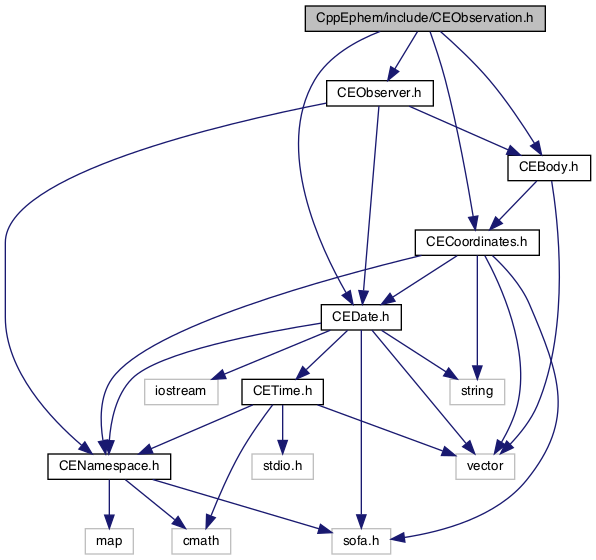 CppEphem/include/CEObservation.h
CEObserver.h
CEBody.h
CECoordinates.h
CEDate.h
iostream
CETime.h
string
CENamespace.h
stdio.h
vector
map
cmath
sofa.h